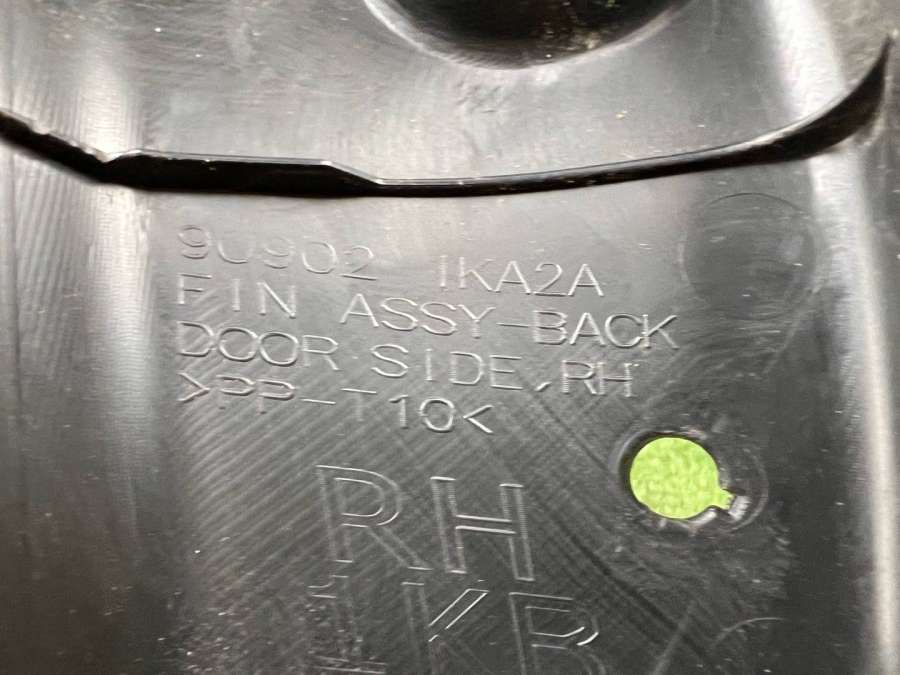 90902 1KA2A
FIN ASSY-BACK
DOOR SIDE,RH
>PP-T10<
RH